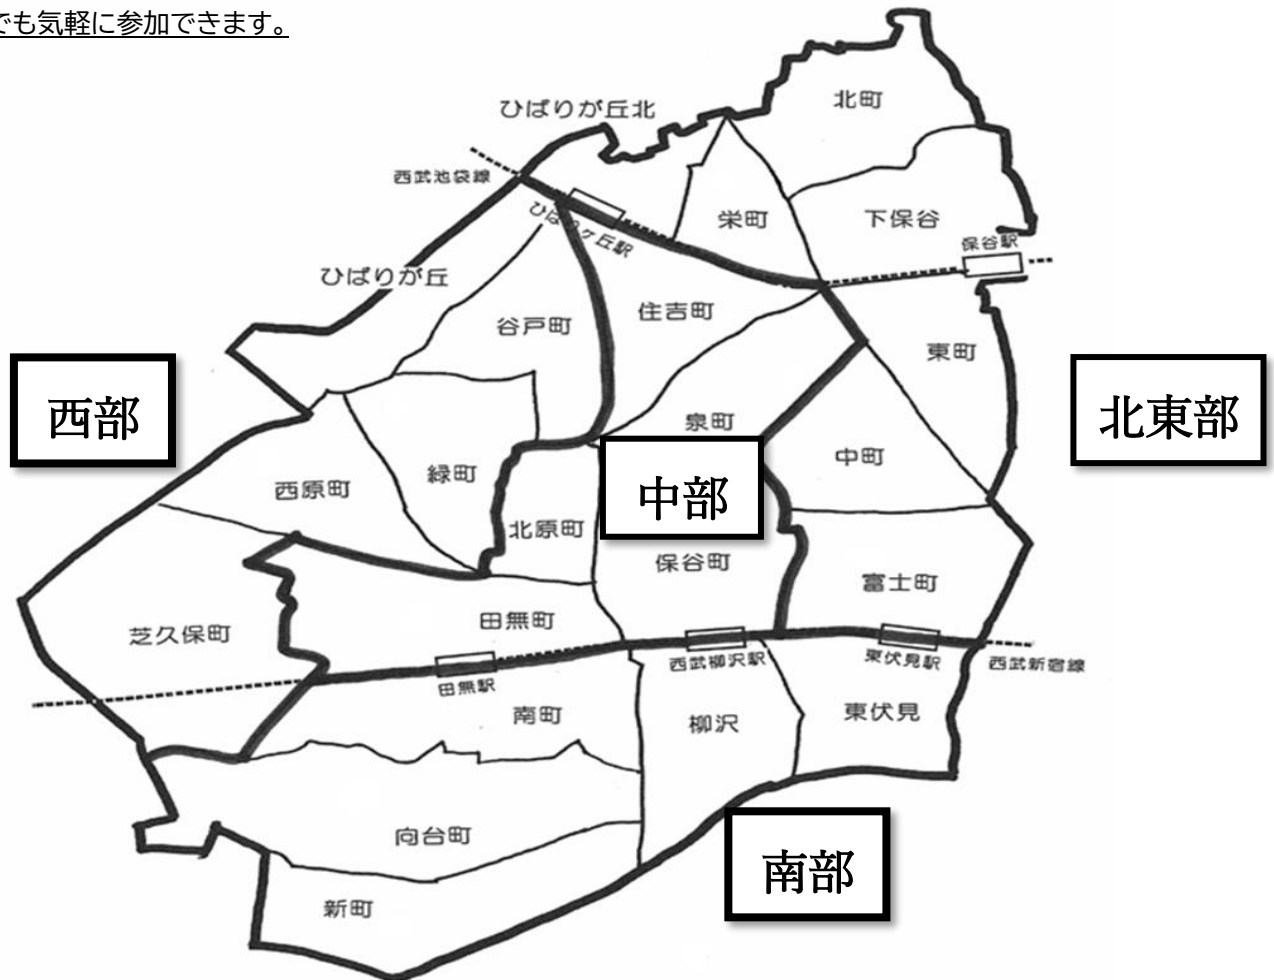 でも気軽に参加できます。
北町
ひばりが丘北
西武池袋線
ひばりヶ丘駅
栄町
下保谷
保谷駅
ひばりが丘
谷戸町
住吉町
東町
西部
北東部
泉町
中町
緑町
西原町
中部
北原町
保谷町
富士町
芝久保町
田無町
西武柳沢駅
東伏見駅
西武新宿線
田無駅
南町
柳沢
東伏見
向台町
南部
新町